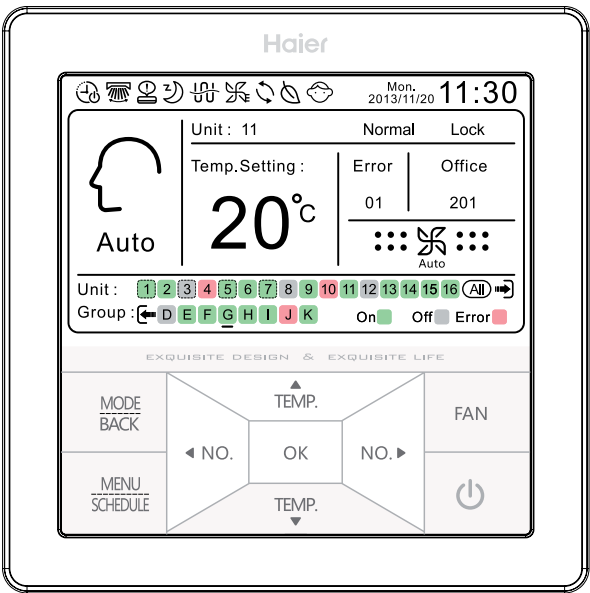 Haier
Mon.
2013/11/20 11:30
Unit : 11 Normal Lock
Temp.Setting : Error Office
20°C 01 201
Auto
Auto
Unit : 1 2 3 4 5 6 7 8 9 10 11 12 13 14 15 16 All
Group : D E F G H I J K On Off Error
EXQUISITE DESIGN & EXQUISITE LIFE
MODE
BACK
TEMP.
FAN
NO. OK NO.
MENU
SCHEDULE
TEMP.